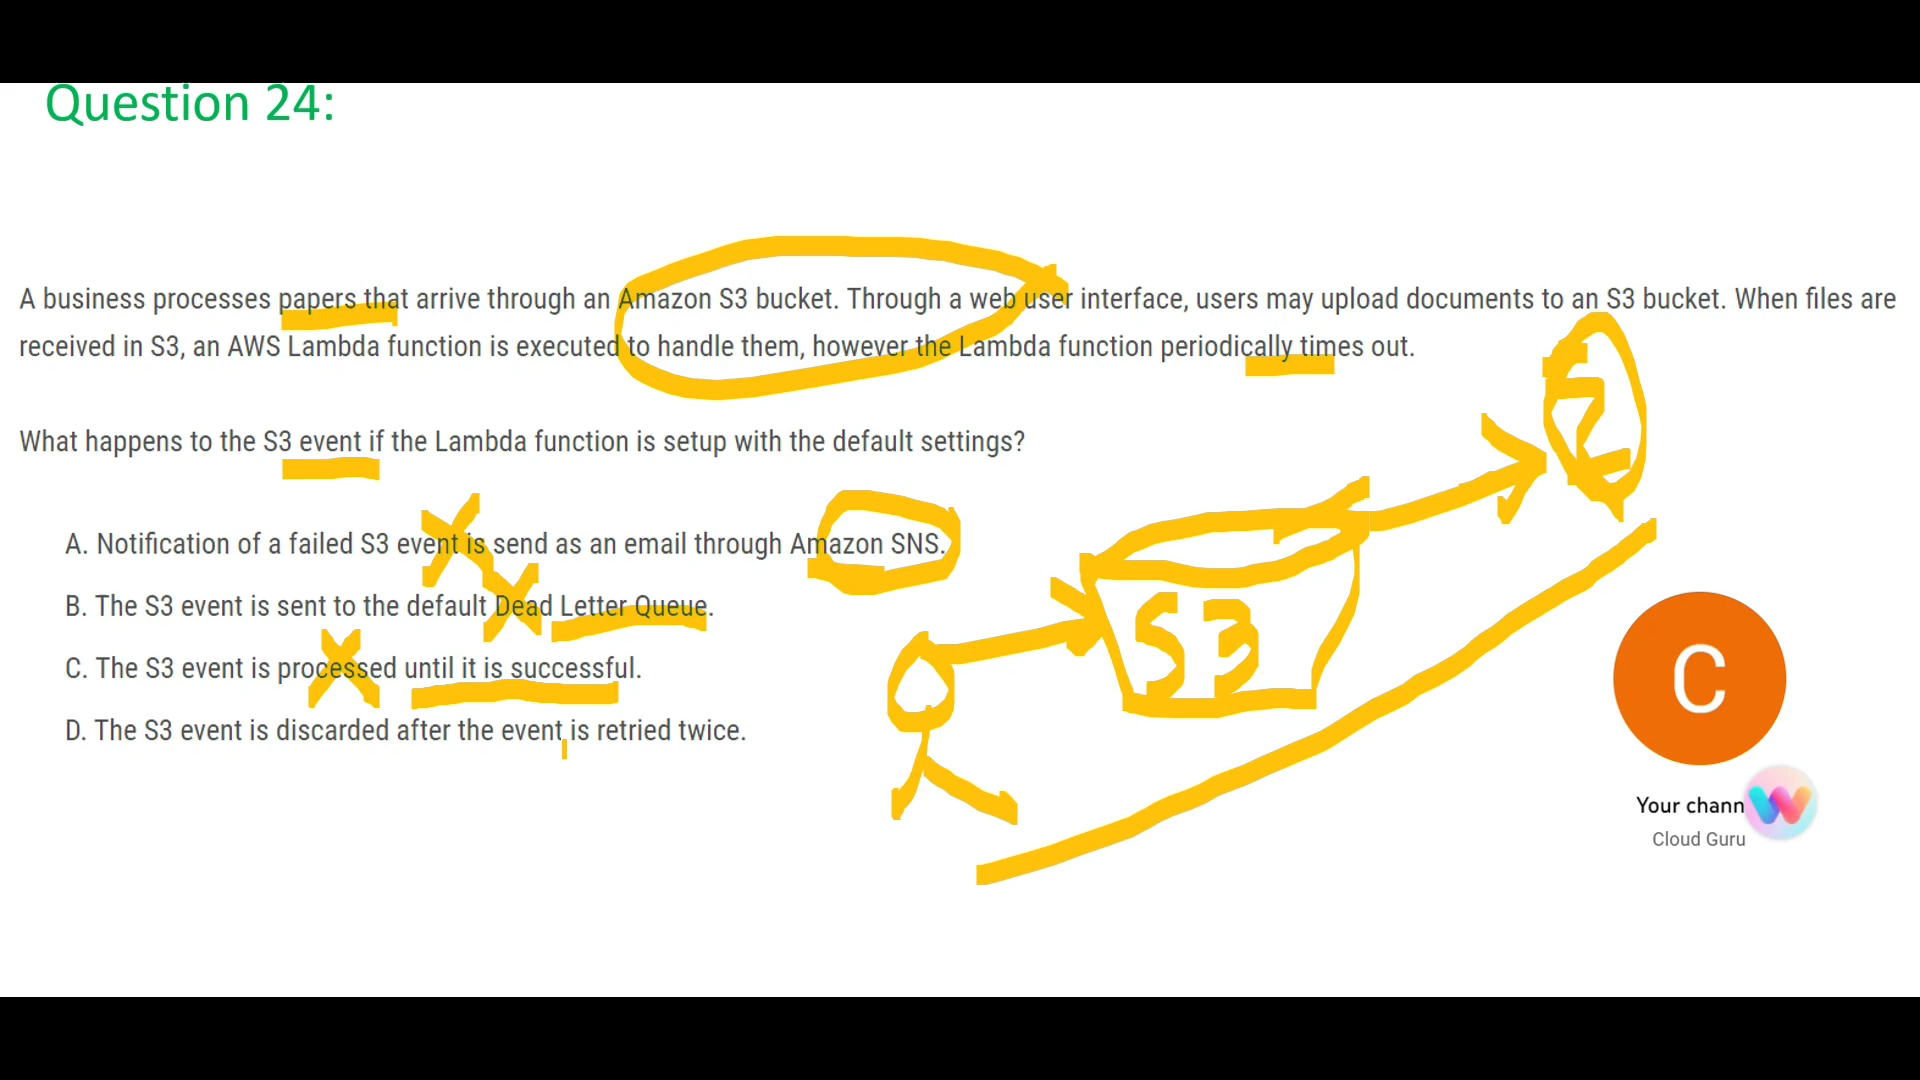 Question 24:
A business processes papers that arrive through an Amazon S3 bucket. Through a web user interface, users may upload documents to an S3 bucket. When files are
received in S3, an AWS Lambda function is executed to handle them, however the Lambda function periodically times out.
What happens to the S3 event if the Lambda function is setup with the default settings?
A. Notification of a failed S3 event is send as an email through Amazon SNS.
B. The S3 event is sent to the default Dead Letter Queue.
C. The S3 event is processed until it is successful.
D. The S3 event is discarded after the event is retried twice.
S3
C
Your chann
Cloud Guru